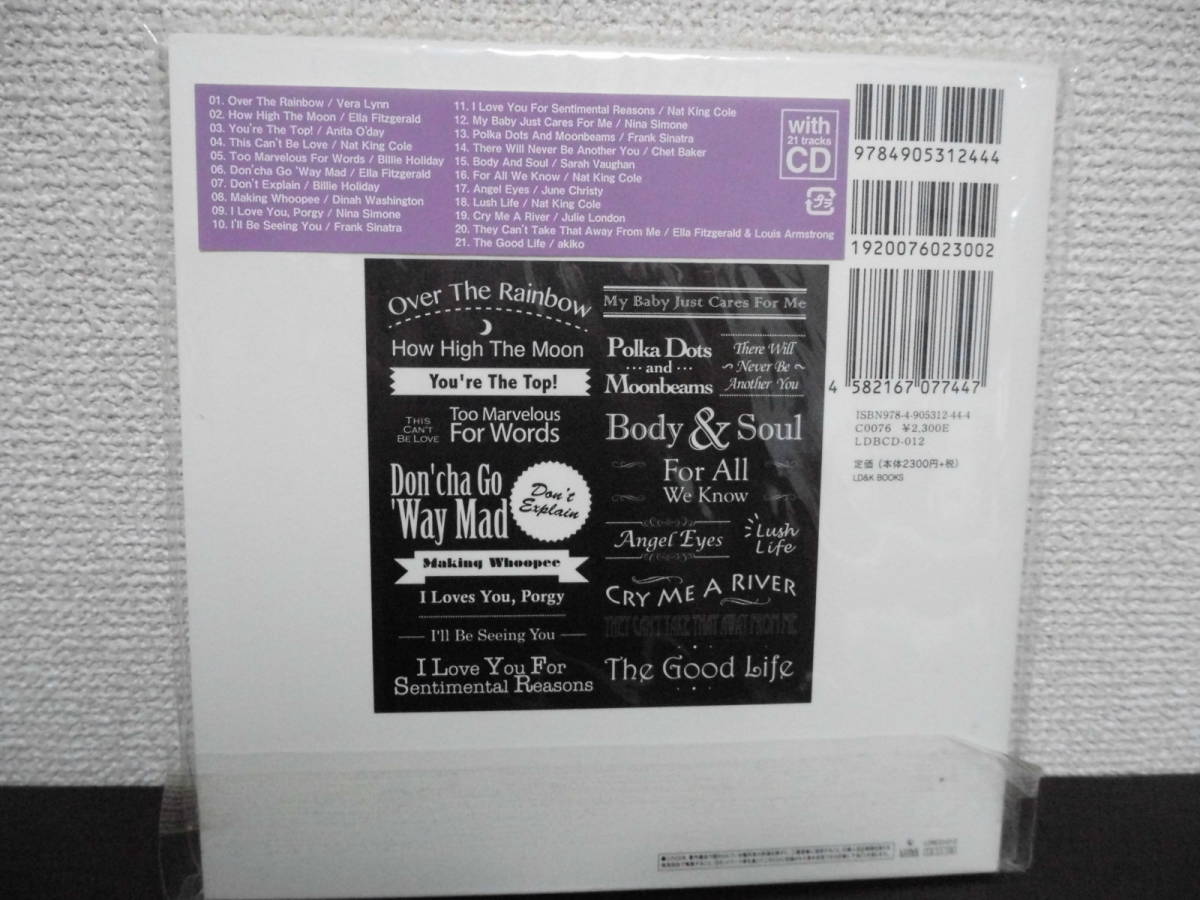 01. Over The Rainbow / Vera Lynn
02. How High The Moon / Ella Fitzgerald
03. You're The Top! / Anita O'day
04. This Can't Be Love / Nat King Cole
05. Too Marvelous For Words / Billie Holiday
06. Don'cha Go 'Way Mad / Ella Fitzgerald
07. Don't Explain / Billie Holiday
08. Making Whoopee / Dinah Washington
09. I Love You, Porgy / Nina Simone
10. I'll Be Seeing You / Frank Sinatra
11. I Love You For Sentimental Reasons / Nat King Cole
12. My Baby Just Cares For Me / Nina Simone
13. Polka Dots And Moonbeams / Frank Sinatra
14. There Will Never Be Another You / Chet Baker
15. Body And Soul / Sarah Vaughan
16. For All We Know / Nat King Cole
17. Angel Eyes / June Christy
18. Lush Life / Nat King Cole
19. Cry Me A River / Julie London
20. They Can't Take That Away From Me / Ella Fitzgerald & Louis Armstrong
21. The Good Life / akiko
with
21 tracks
CD
プラ
9784905312444
1920076023002
4 582167 077447
ISBN978-4-905312-44-4
C0076 ¥2,300E
LDBCD-012
定価（本体2300円+税）
LD&K BOOKS
Over The Rainbow
How High The Moon
You're The Top!
THIS
CAN'T
BE LOVE
Too Marvelous
For Words
Don'cha Go
'Way Mad
Don't
Explain
Making Whoopee
I Loves You, Porgy
I'll Be Seeing You
I Love You For
Sentimental Reasons
My Baby Just Cares For Me
Polka Dots
and
Moonbeams
There Will
Never Be
Another You
Body & Soul
For All
We Know
Angel Eyes
Lush
Life
CRY ME A RIVER
THEY CAN'T TAKE THAT AWAY FROM ME
The Good Life